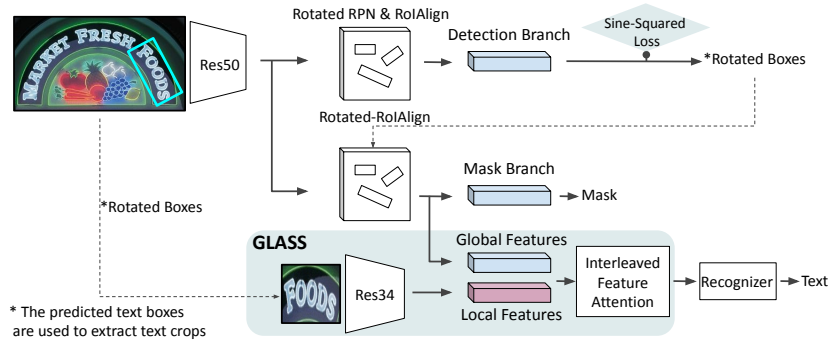 Rotated RPN & RoIAlign
Detection Branch
Sine-Squared
Loss
MARKET FRESH FOODS
Res50
*Rotated Boxes
Rotated-RoIAlign
Mask Branch
Mask
*Rotated Boxes
GLASS
Global Features
FOODS
Res34
Interleaved
Feature
Attention
Recognizer
Text
Local Features
* The predicted text boxes
are used to extract text crops